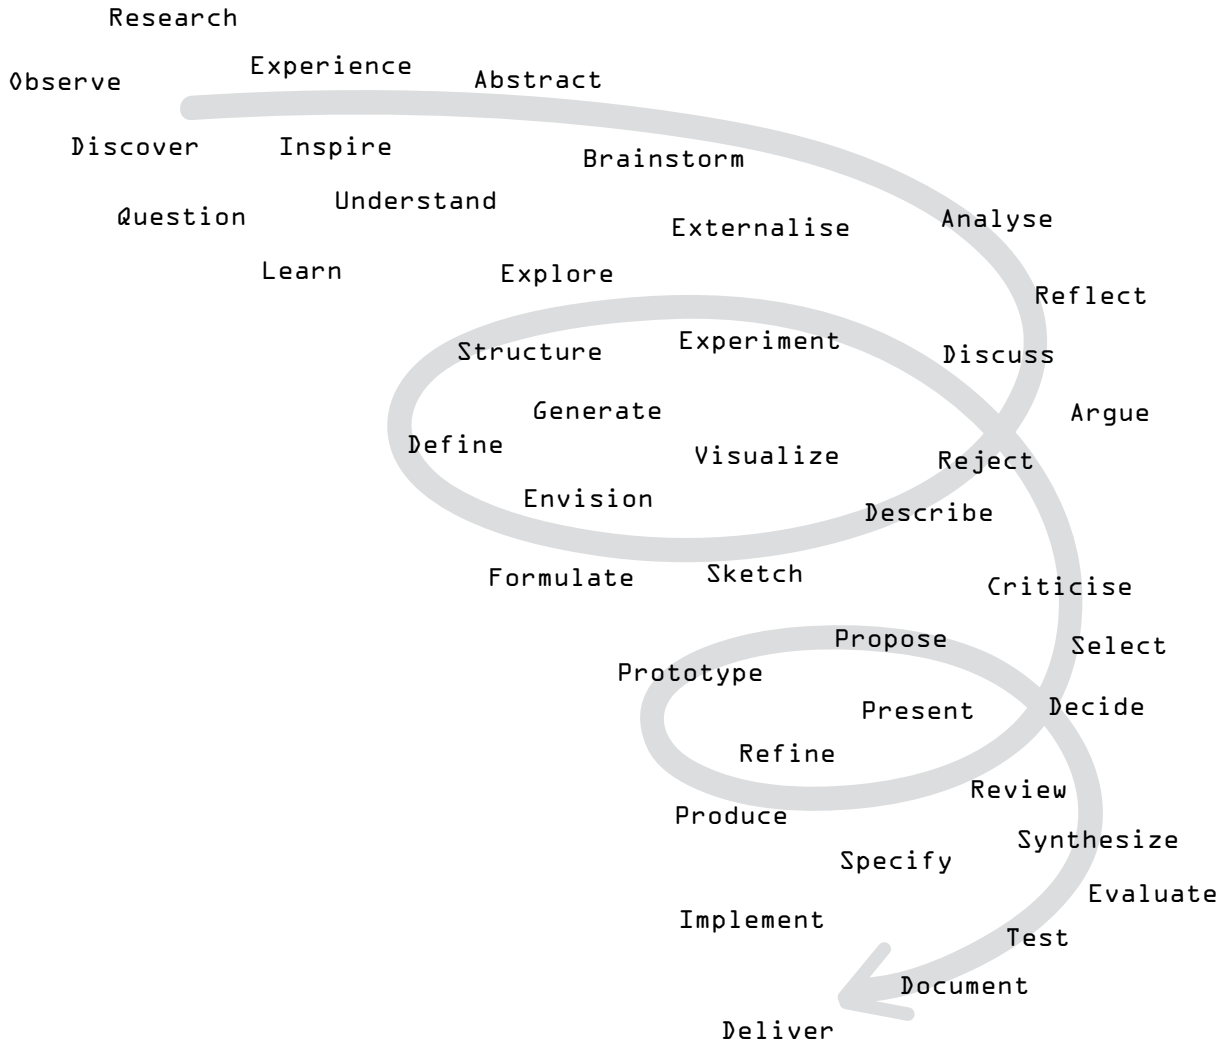 Research
Experience
Abstract
Observe
Discover
Inspire
Brainstorm
Understand
Question
Analyse
Externalise
Learn
Explore
Reflect
Experiment
Structure
Discuss
Generate
Argue
Define
Visualize
Reject
Envision
Describe
Formulate
Sketch
Criticise
Propose
Select
Prototype
Present
Decide
Refine
Review
Produce
Synthesize
Specify
Evaluate
Implement
Test
Document
Deliver